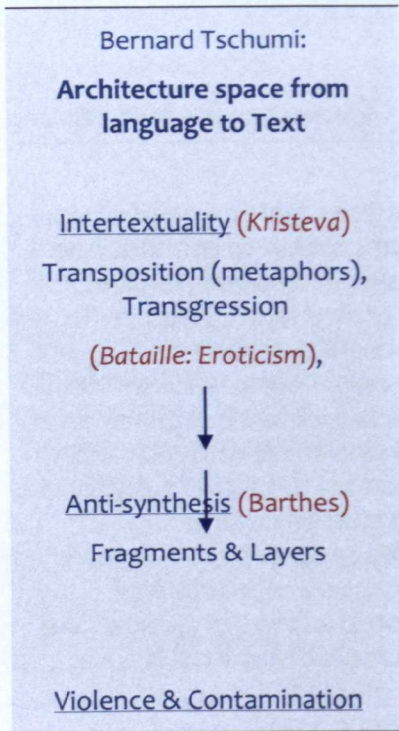 Bernard Tschumi:
Architecture space from
language to Text
Intertextuality (Kristeva)
Transposition (metaphors),
Transgression
(Bataille: Eroticism),
Anti-synthesis (Barthes)
Fragments & Layers
Violence & Contamination